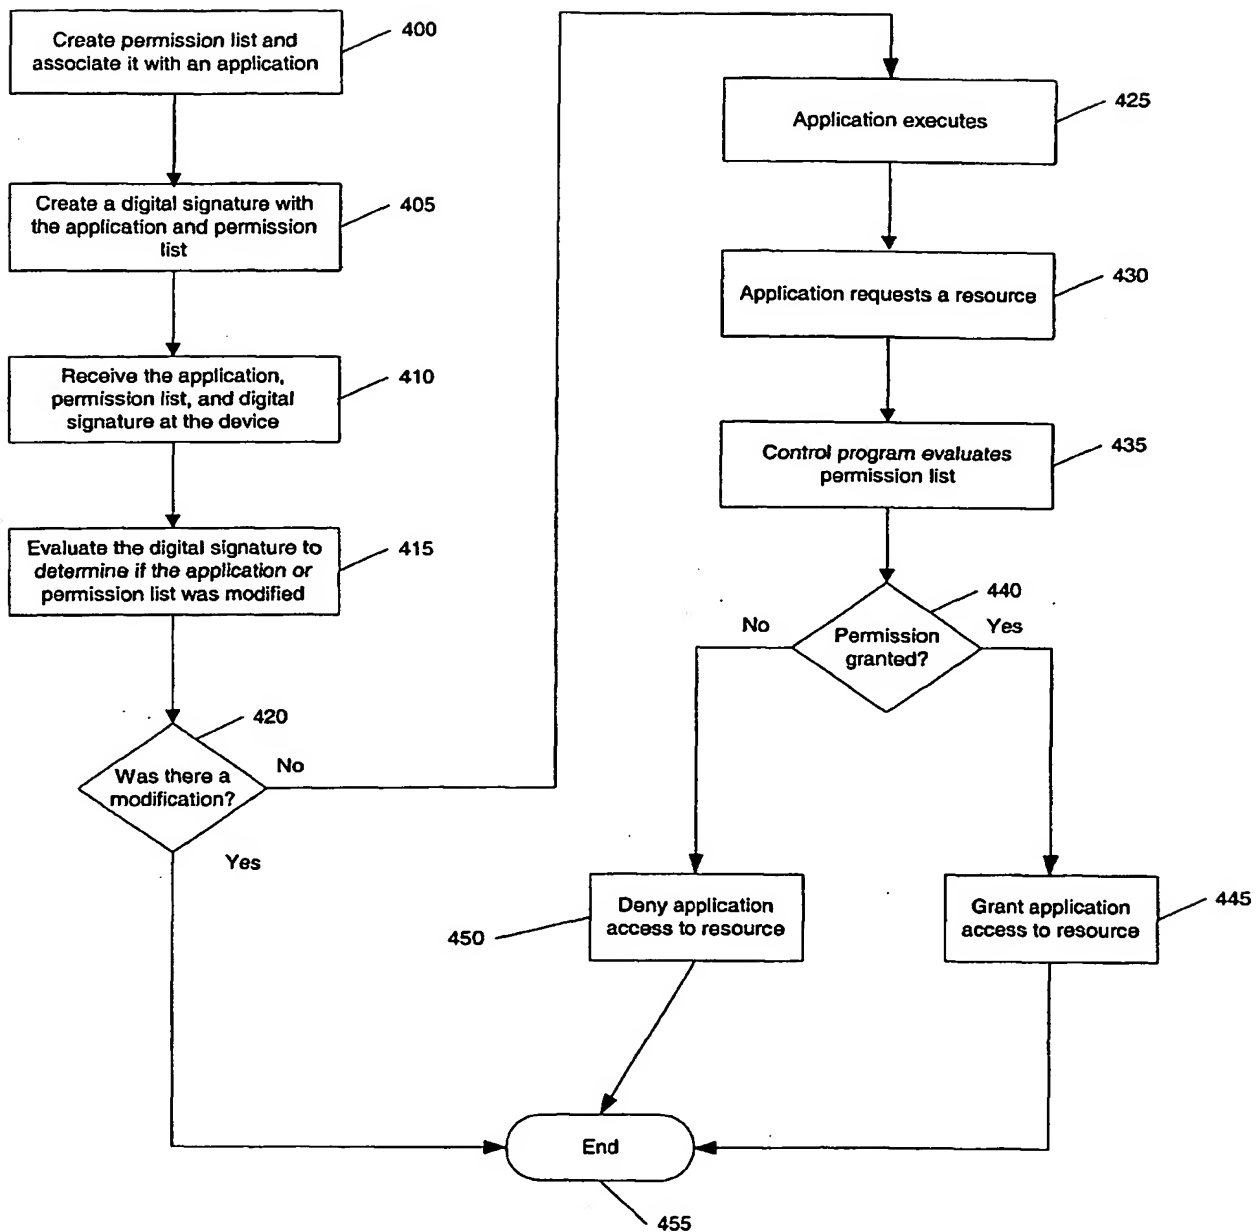 Create permission list and
associate it with an application
400
Create a digital signature with
the application and permission
list
405
Receive the application,
permission list, and digital
signature at the device
410
Evaluate the digital signature to
determine if the application or
permission list was modified
415
Was there a
modification?
420
No
Yes
Application executes
425
Application requests a resource
430
Control program evaluates
permission list
435
Permission
granted?
440
No
Yes
Deny application
access to resource
450
Grant application
access to resource
445
End
455